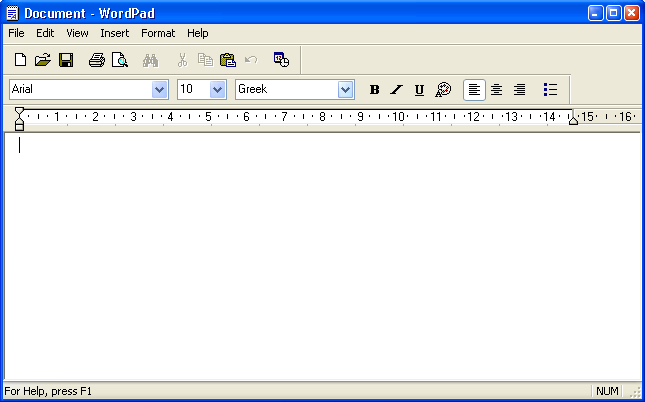 Document - WordPad
File Edit View Insert Format Help
Arial 10 Greek B I U
1 2 3 4 5 6 7 8 9 10 11 12 13 14 15 16
For Help, press F1 NUM